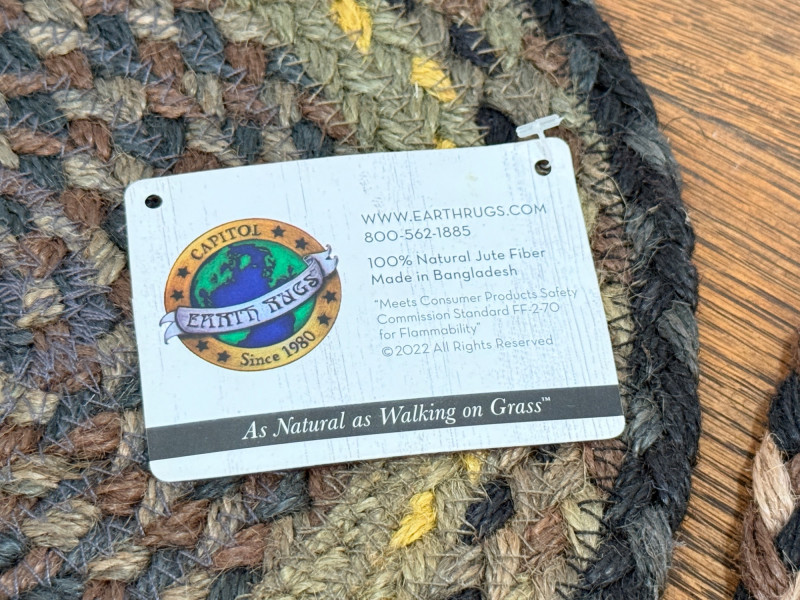 CAPITOL
EARTH RUGS
Since 1980
WWW.EARTHRUGS.COM
800-562-1885
100% Natural Jute Fiber
Made in Bangladesh
"Meets Consumer Products Safety
Commission Standard FF-2-70
for Flammability"
©2022 All Rights Reserved
As Natural as Walking on Grass™